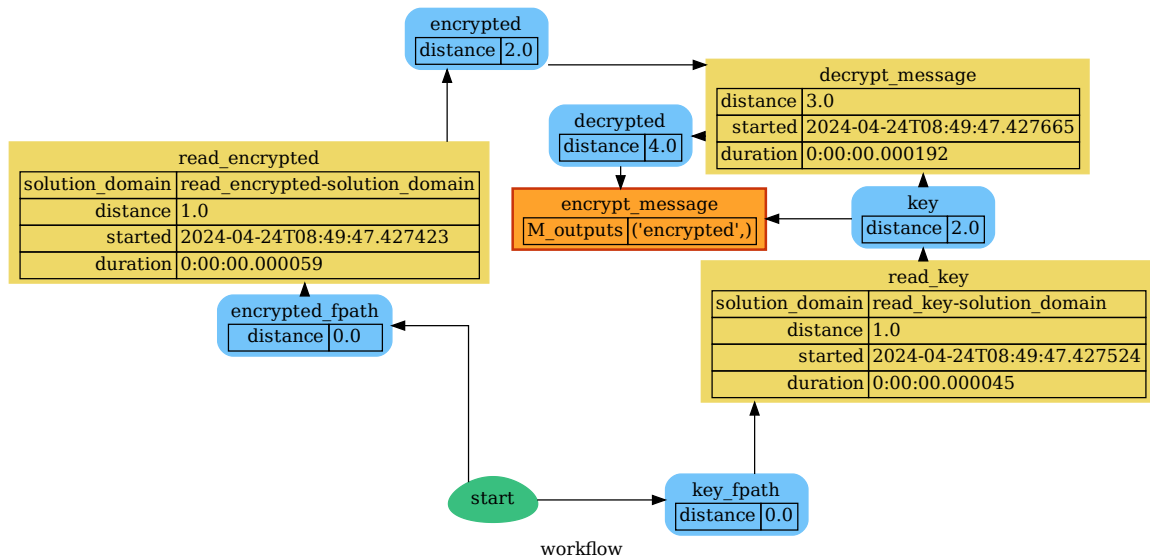 encrypted
distance 2.0
decrypt_message
distance 3.0
started 2024-04-24T08:49:47.427665
duration 0:00:00.000192
decrypted
distance 4.0
read_encrypted
solution_domain read_encrypted-solution_domain
distance 1.0
started 2024-04-24T08:49:47.427423
duration 0:00:00.000059
encrypt_message
M_outputs ('encrypted',)
key
distance 2.0
read_key
solution_domain read_key-solution_domain
distance 1.0
started 2024-04-24T08:49:47.427524
duration 0:00:00.000045
encrypted_fpath
distance 0.0
start
key_fpath
distance 0.0
workflow